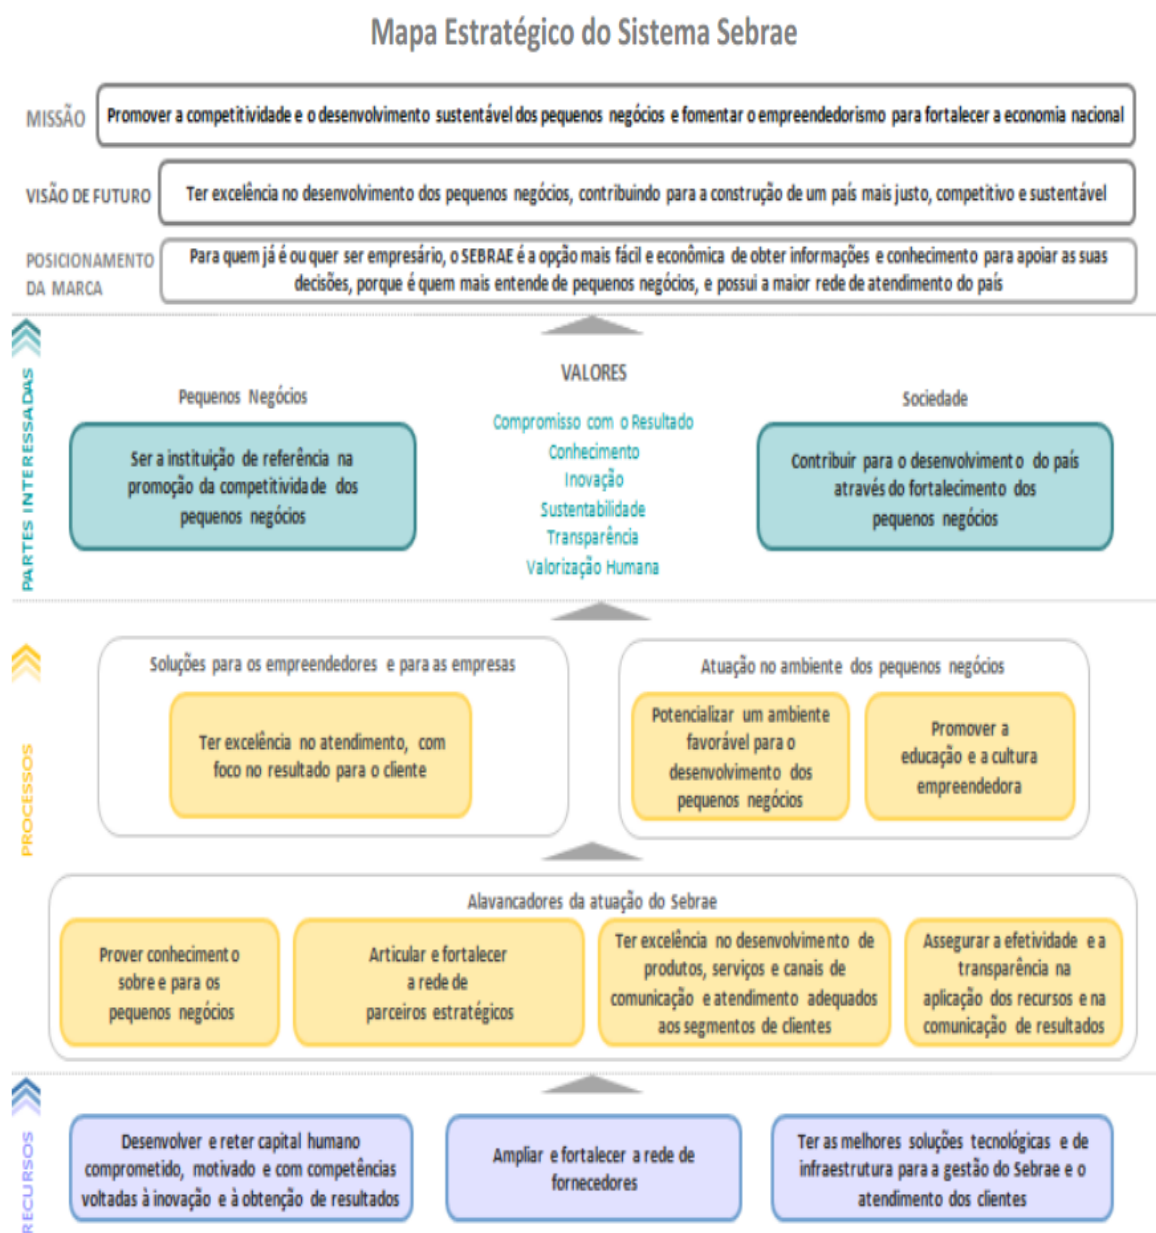 Mapa Estratégico do Sistema Sebrae
MISSÃO
Promover a competitividade e o desenvolvimento sustentável dos pequenos negócios e fomentar o empreendedorismo para fortalecer a economia nacional
VISÃO DE FUTURO
Ter excelência no desenvolvimento dos pequenos negócios, contribuindo para a construção de um país mais justo, competitivo e sustentável
POSICIONAMENTO
DA MARCA
Para quem já é ou quer ser empresário, o SEBRAE é a opção mais fácil e econômica de obter informações e conhecimento para apoiar as suas
decisões, porque é quem mais entende de pequenos negócios, e possui a maior rede de atendimento do país
PARTES INTERESSADAS
Pequenos Negócios
Ser a instituição de referência na
promoção da competitividade dos
pequenos negócios
VALORES
Compromisso com o Resultado
Conhecimento
Inovação
Sustentabilidade
Transparência
Valorização Humana
Sociedade
Contribuir para o desenvolvimento do país
através do fortalecimento dos
pequenos negócios
PROCESSOS
Soluções para os empreendedores e para as empresas
Ter excelência no atendimento, com
foco no resultado para o cliente
Atuação no ambiente dos pequenos negócios
Potencializar um ambiente
favorável para o
desenvolvimento dos
pequenos negócios
Promover a
educação e a cultura
empreendedora
Alavancadores da atuação do Sebrae
Prover conhecimento
sobre e para os
pequenos negócios
Articular e fortalecer
a rede de
parceiros estratégicos
Ter excelência no desenvolvimento de
produtos, serviços e canais de
comunicação e atendimento adequados
aos segmentos de clientes
Assegurar a efetividade e a
transparência na
aplicação dos recursos e na
comunicação de resultados
RECURSOS
Desenvolver e reter capital humano
comprometido, motivado e com competências
voltadas à inovação e à obtenção de resultados
Ampliar e fortalecer a rede de
fornecedores
Ter as melhores soluções tecnológicas e de
infraestrutura para a gestão do Sebrae e o
atendimento dos clientes